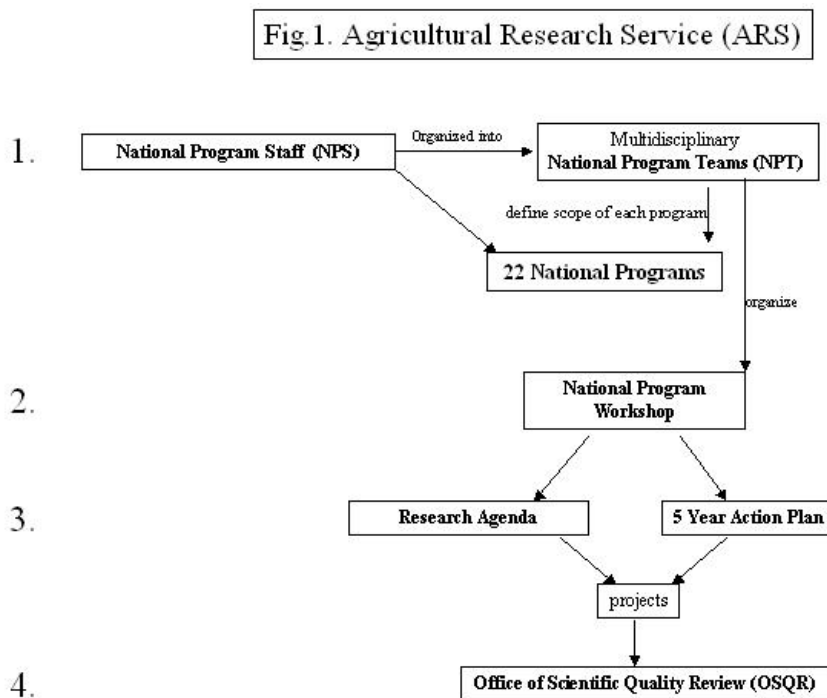 Fig.1. Agricultural Research Service (ARS)
1.
National Program Staff (NPS)
Organized into
Multidisciplinary
National Program Teams (NPT)
define scope of each program
22 National Programs
organize
2.
National Program
Workshop
3.
Research Agenda
5 Year Action Plan
projects
4.
Office of Scientific Quality Review (OSQR)